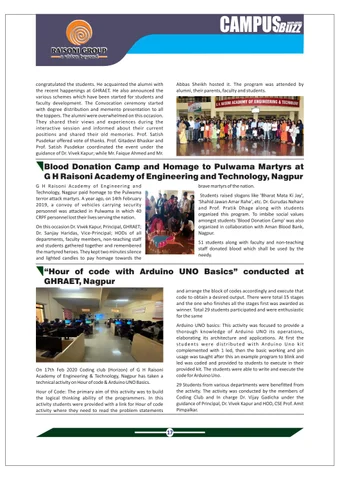 CAMPUS
BUZZ
RAISONI GROUP
a vision beyond
congratulated the students. He acquainted the alumni with
the recent happenings at GHRAET. He also announced the
various schemes which have been started for students and
faculty development. The Convocation ceremony started
with degree distribution and memento presentation to all
the toppers. The alumni were overwhelmed on this occasion.
They shared their views and experiences during the
interactive session and informed about their current
positions and shared their old memories. Prof. Satish
Pusdekar offered vote of thanks. Prof. Gitadevi Bhaskar and
Prof. Satish Pusdekar coordinated the event under the
guidance of Dr. Vivek Kapur; while Mr. Faique Ahmed and Mr.
Abbas Sheikh hosted it. The program was attended by
alumni, their parents, faculty and students.
Blood Donation Camp and Homage to Pulwama Martyrs at
G H Raisoni Academy of Engineering and Technology, Nagpur
G H Raisoni Academy of Engineering and
Technology, Nagpur paid homage to the Pulwama
terror attack martyrs. A year ago, on 14th February
2019, a convoy of vehicles carrying security
personnel was attacked in Pulwama in which 40
CRPF personnel lost their lives serving the nation.
On this occasion Dr. Vivek Kapur, Principal, GHRAET;
Dr. Sanjay Haridas, Vice-Principal; HODs of all
departments, faculty members, non-teaching staff
and students gathered together and remembered
the martyred heroes. They kept two minutes silence
and lighted candles to pay homage towards the
brave martyrs of the nation.
Students raised slogans like 'Bharat Mata Ki Jay',
'Shahid Jawan Amar Rahe', etc. Dr. Gurudas Nehare
and Prof. Pratik Dhage along with students
organised this program. To imbibe social values
amongst students 'Blood Donation Camp' was also
organized in collaboration with Aman Blood Bank,
Nagpur.
51 students along with faculty and non-teaching
staff donated blood which shall be used by the
needy.
“Hour of code with Arduino UNO Basics” conducted at
GHRAET, Nagpur
On 17th Feb 2020 Coding club (Horizon) of G H Raisoni
Academy of Engineering & Technology, Nagpur has taken a
technical activity on Hour of code & Arduino UNO Basics.
Hour of Code: The primary aim of this activity was to build
the logical thinking ability of the programmers. In this
activity students were provided with a link for Hour of code
activity where they need to read the problem statements
and arrange the block of codes accordingly and execute that
code to obtain a desired output. There were total 15 stages
and the one who finishes all the stages first was awarded as
winner. Total 29 students participated and were enthusiastic
for the same
Arduino UNO basics: This activity was focused to provide a
thorough knowledge of Arduino UNO its operations,
elaborating its architecture and applications. At first the
students were distributed with Arduino Uno kit
complemented with 1 led, then the basic working and pin
usage was taught after this an example program to blink and
led was coded and provided to students to execute in their
provided kit. The students were able to write and execute the
code for Arduino Uno.
29 Students from various departments were benefitted from
the activity. The activity was conducted by the members of
Coding Club and In charge Dr. Vijay Gadicha under the
guidance of Principal, Dr. Vivek Kapur and HOD, CSE Prof. Amit
Pimpalkar.
17